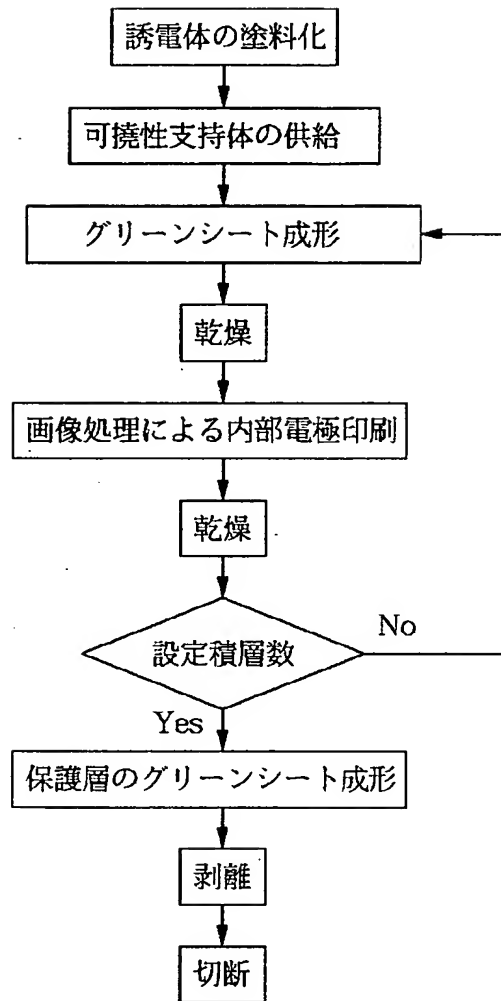 誘電体の塗料化
可撓性支持体の供給
グリーンシート成形
乾燥
画像処理による内部電極印刷
乾燥
設定積層数
No
Yes
保護層のグリーンシート成形
剥離
切断